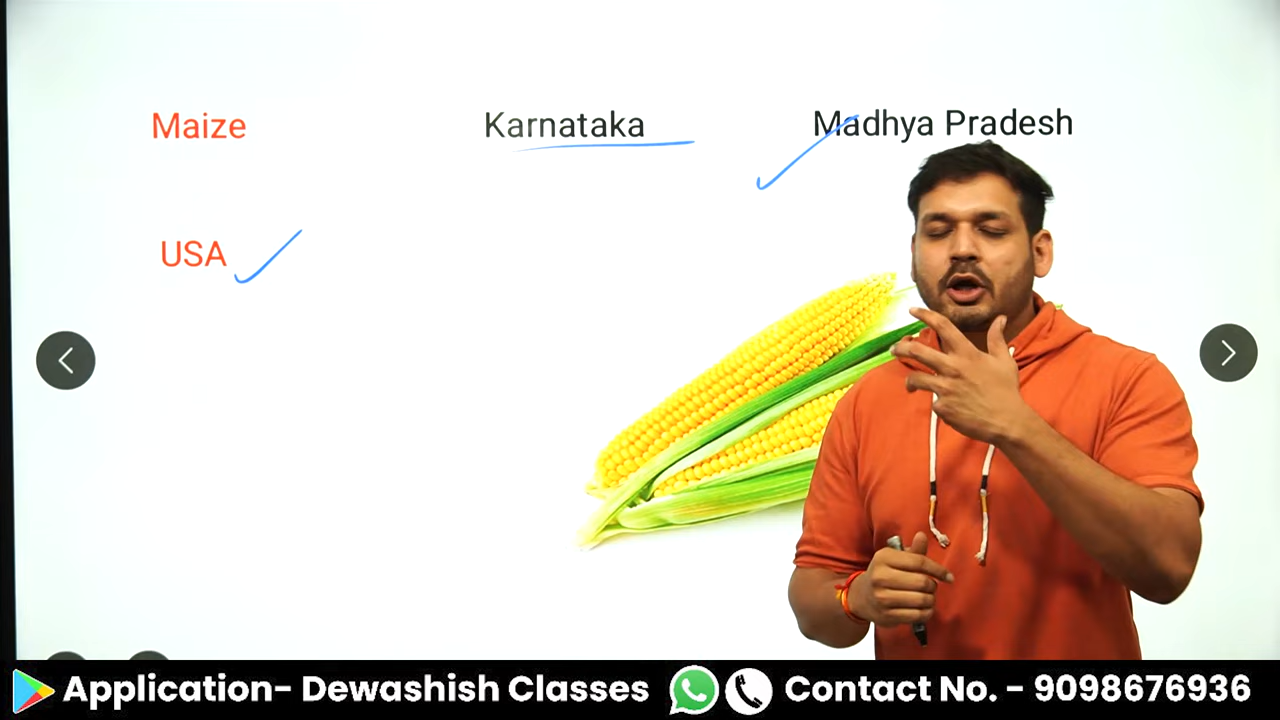 Maize Karnataka Madhya Pradesh
USA
Application- Dewashish Classes Contact No. - 9098676936